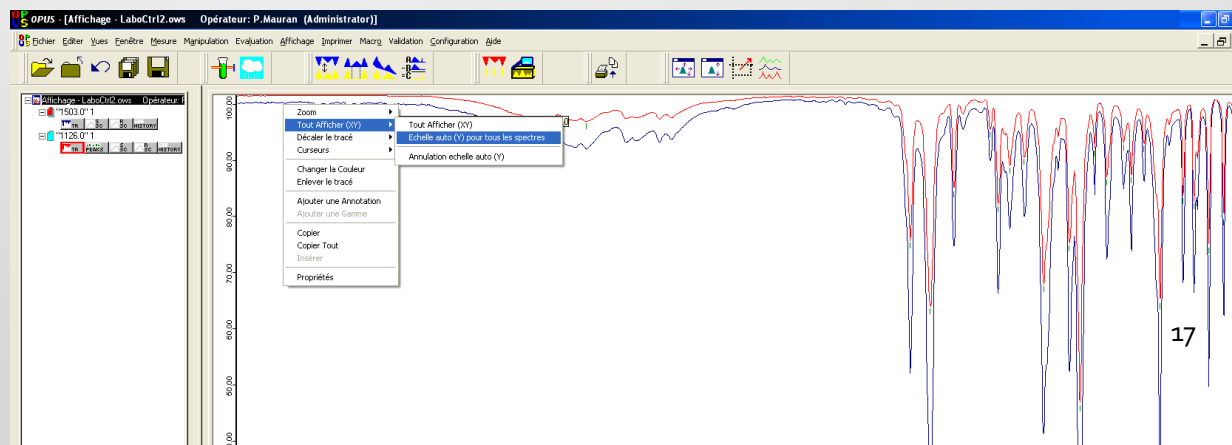 OPUS - [Affichage - LaboCtrl2.ows Opérateur: P.Mauran (Administrator)]
Fichier Editer Vues Fenêtre Mesure Manipulation Evaluation Affichage Imprimer Macro Validation Configuration Aide
Affichage - LaboCtrl2.ows Opérateur: F
"1503.0" 1
TR SC SC HISTORY
"1126.0" 1
TR PEAKS SC SC HISTORY
100.00
90.00
80.00
70.00
60.00
Zoom
Tout Afficher (XY)
Décaler le tracé
Curseurs
Changer la Couleur
Enlever le tracé
Ajouter une Annotation
Ajouter une Gamme
Copier
Copier Tout
Insérer
Propriétés
Tout Afficher (XY)
Echelle auto (Y) pour tous les spectres
Annulation echelle auto (Y)
17